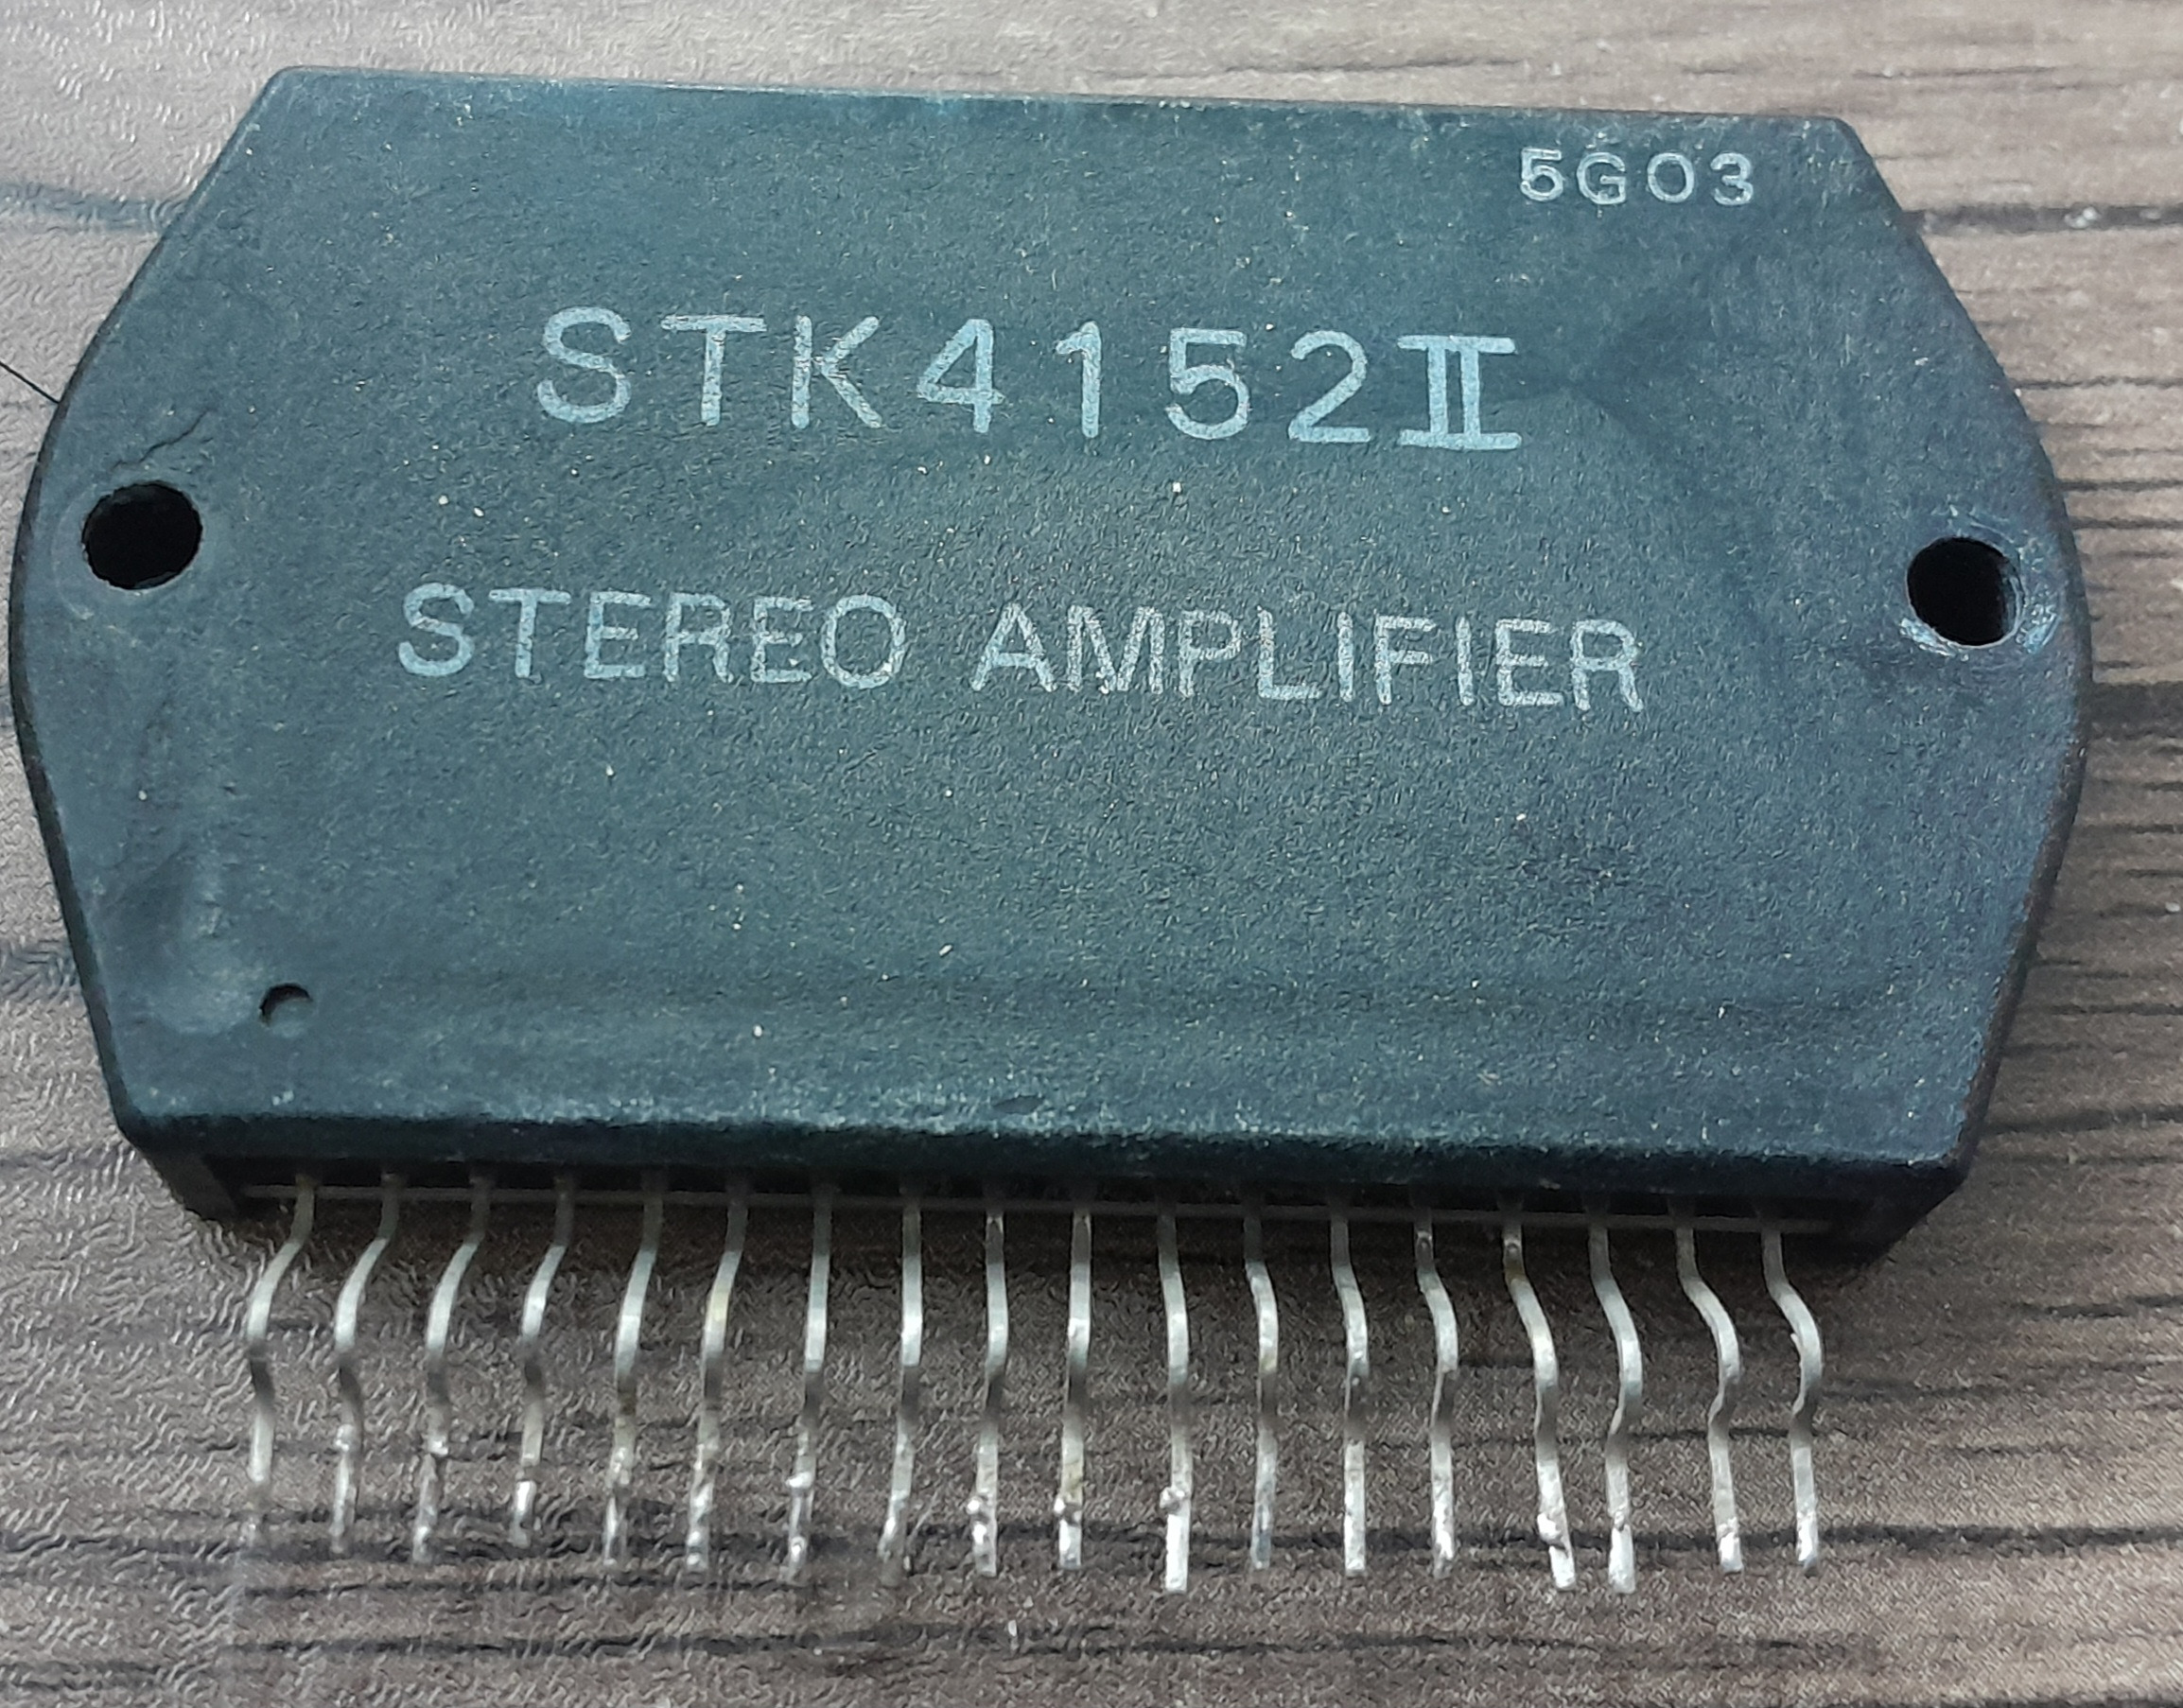 5G03
STK4152II
STEREO AMPLIFIER